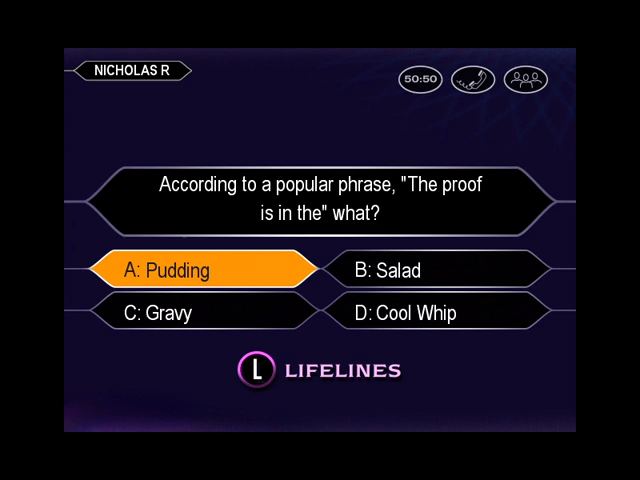 NICHOLAS R
50:50
According to a popular phrase, "The proof
is in the" what?
A: Pudding
B: Salad
C: Gravy
D: Cool Whip
L LIFELINES